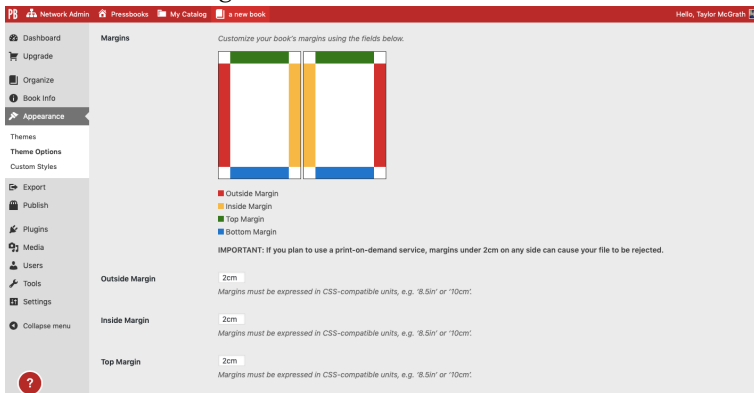 PB Network Admin Pressbooks My Catalog a new book Hello, Taylor McGrath
Dashboard
Upgrade
Organize
Book Info
Appearance
Themes
Theme Options
Custom Styles
Export
Publish
Plugins
Media
Users
Tools
Settings
Collapse menu
?
Margins
Customize your book's margins using the fields below.
Outside Margin
Inside Margin
Top Margin
Bottom Margin
IMPORTANT: If you plan to use a print-on-demand service, margins under 2cm on any side can cause your file to be rejected.
Outside Margin 2cm
Margins must be expressed in CSS-compatible units, e.g. '8.5in' or '10cm'.
Inside Margin 2cm
Margins must be expressed in CSS-compatible units, e.g. '8.5in' or '10cm'.
Top Margin 2cm
Margins must be expressed in CSS-compatible units, e.g. '8.5in' or '10cm'.